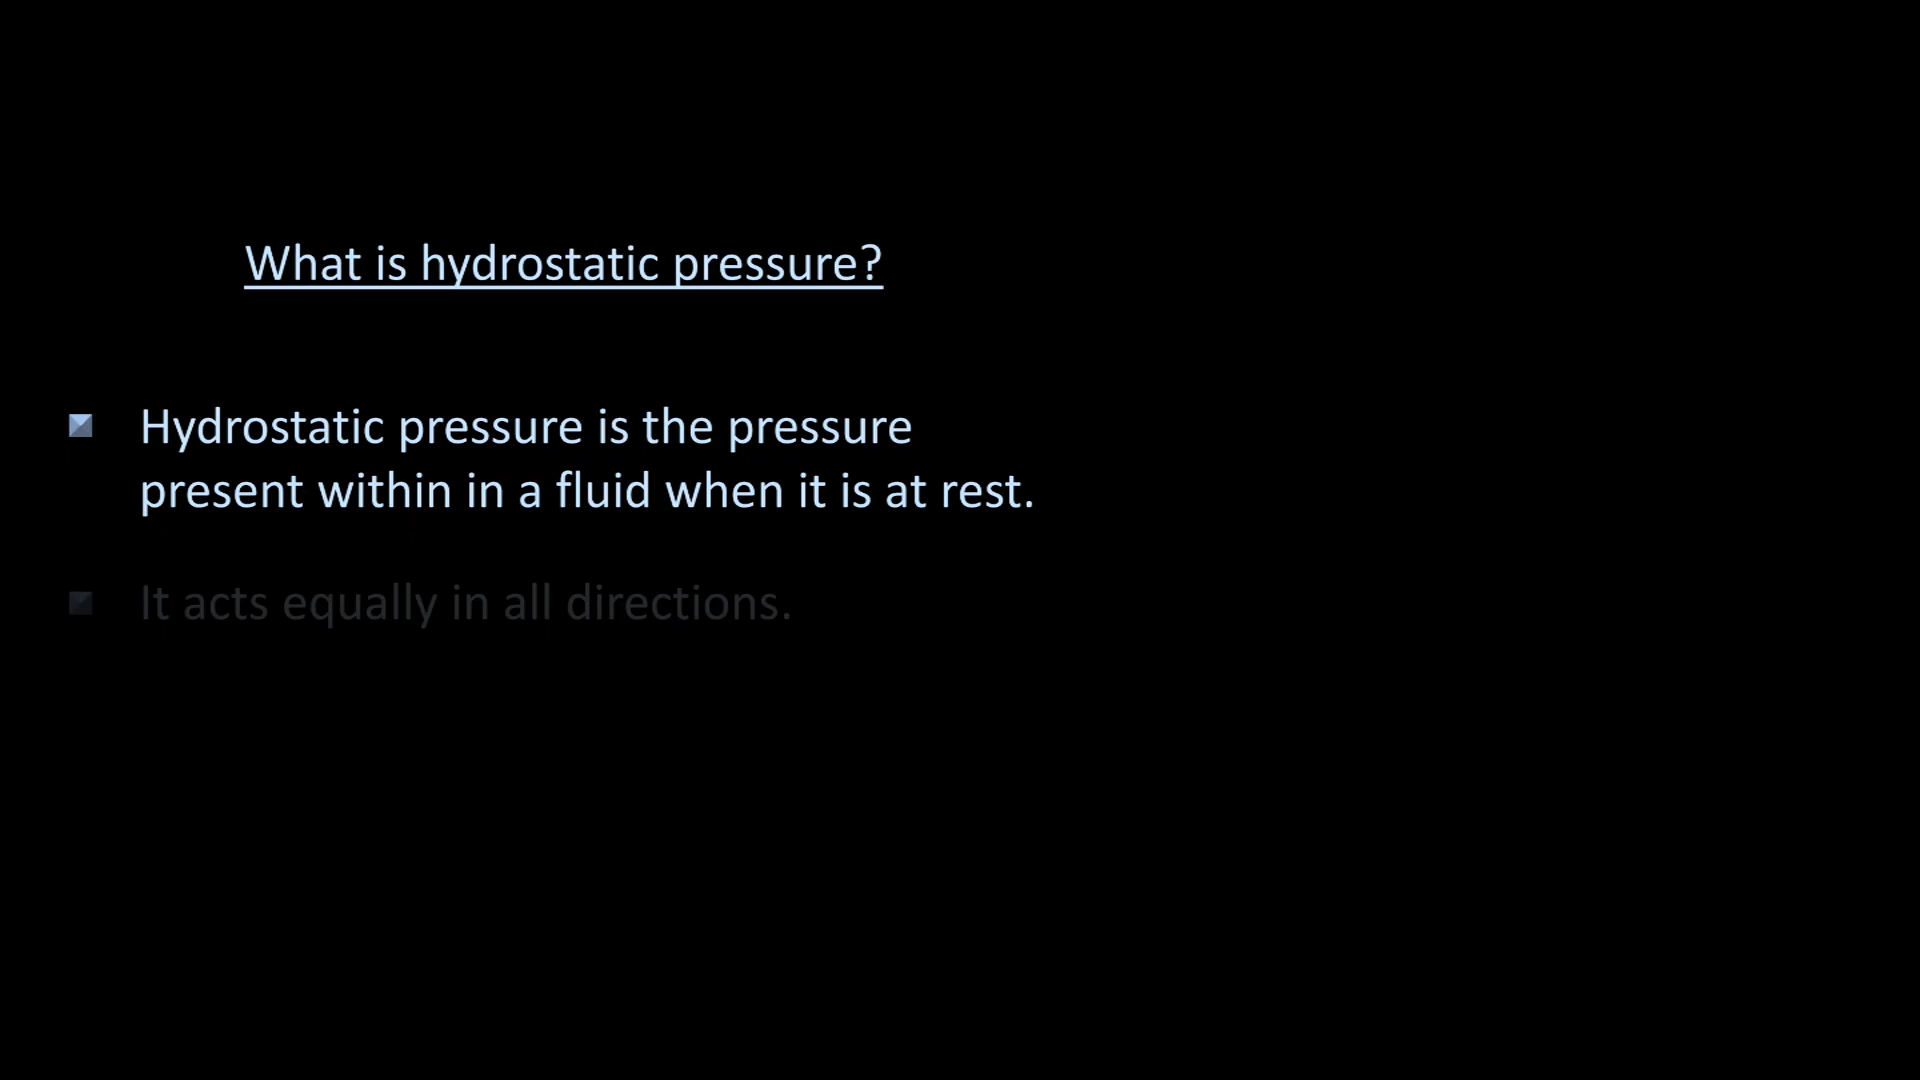 What is hydrostatic pressure?
Hydrostatic pressure is the pressure
present within in a fluid when it is at rest.
It acts equally in all directions.